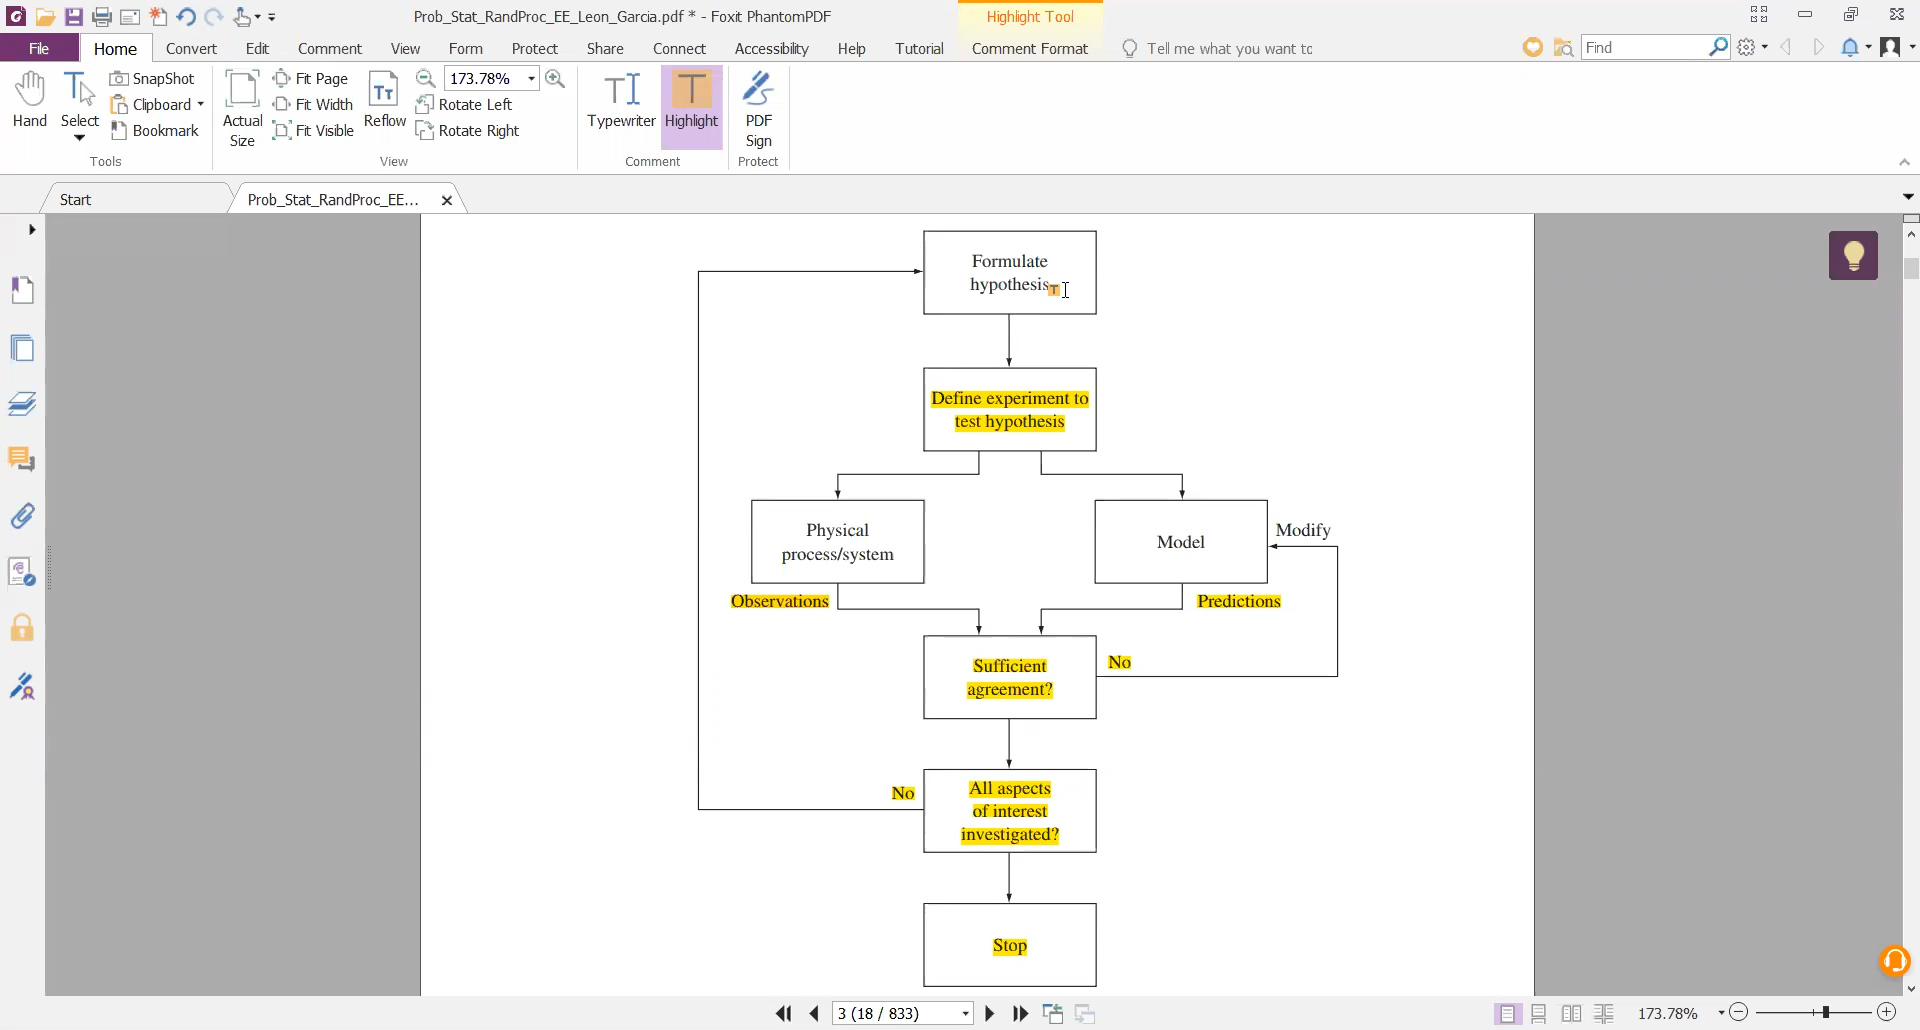 Prob_Stat_RandProc_EE_Leon_Garcia.pdf * - Foxit PhantomPDF
Highlight Tool
File Home Convert Edit Comment View Form Protect Share Connect Accessibility Help Tutorial Comment Format Tell me what you want to Find
Hand
Select
SnapShot
Clipboard
Bookmark
Tools
Actual
Size
Fit Page
Fit Width
Fit Visible
Reflow
173.78%
Rotate Left
Rotate Right
View
Typewriter
Highlight
Comment
PDF
Sign
Protect
Start
Prob_Stat_RandProc_EE...
Formulate
hypothesis
Define experiment to
test hypothesis
Physical
process/system
Model
Modify
Observations
Predictions
Sufficient
agreement?
No
No
All aspects
of interest
investigated?
Stop
3 (18 / 833)
173.78%